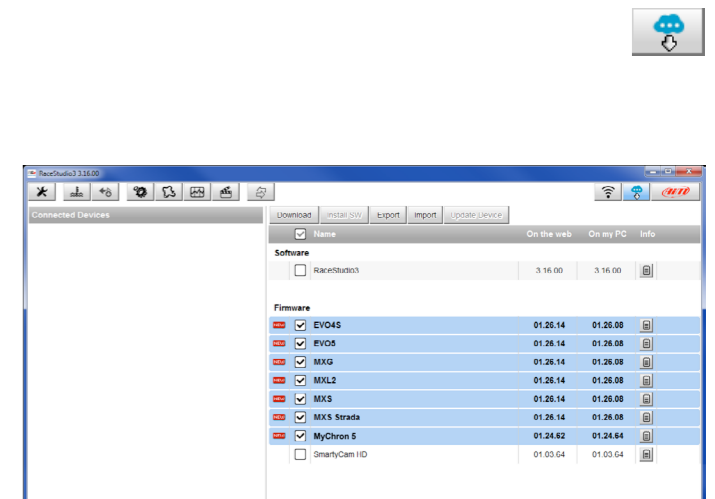 RaceStudio3 3.16.00
AiM
Connected Devices
Download Install SW Export Import Update Device
Name On the web On my PC Info
Software
RaceStudio3 3.16.00 3.16.00
Firmware
NEW EVO4S 01.26.14 01.26.08
NEW EVO5 01.26.14 01.26.08
NEW MXG 01.26.14 01.26.08
NEW MXL2 01.26.14 01.26.08
NEW MXS 01.26.14 01.26.08
NEW MXS Strada 01.26.14 01.26.08
NEW MyChron 5 01.24.62 01.24.64
SmartyCam HD 01.03.64 01.03.64